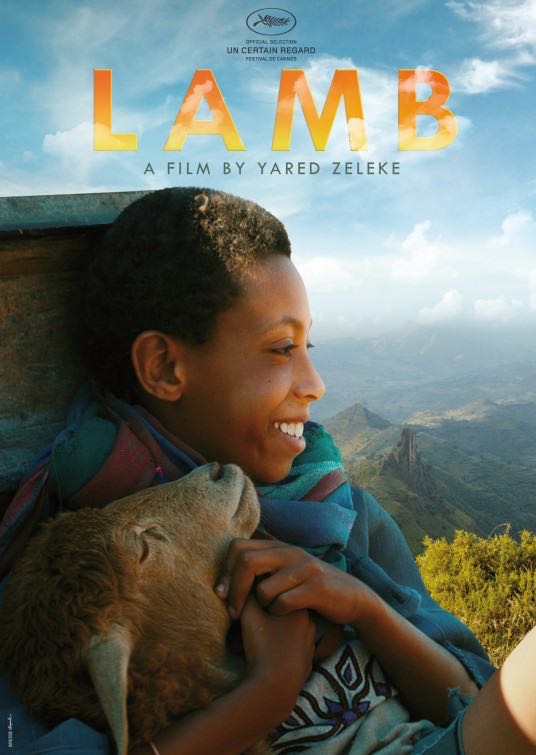 OFFICIAL SELECTION
UN CERTAIN REGARD
FESTIVAL DE CANNES
LAMB
A FILM BY YARED ZELEKE